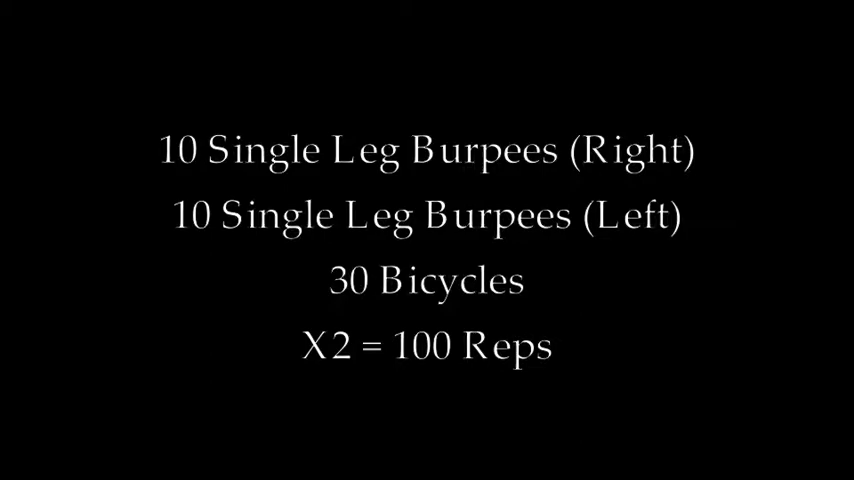 10 Single Leg Burpees (Right)
10 Single Leg Burpees (Left)
30 Bicycles
X2 = 100 Reps